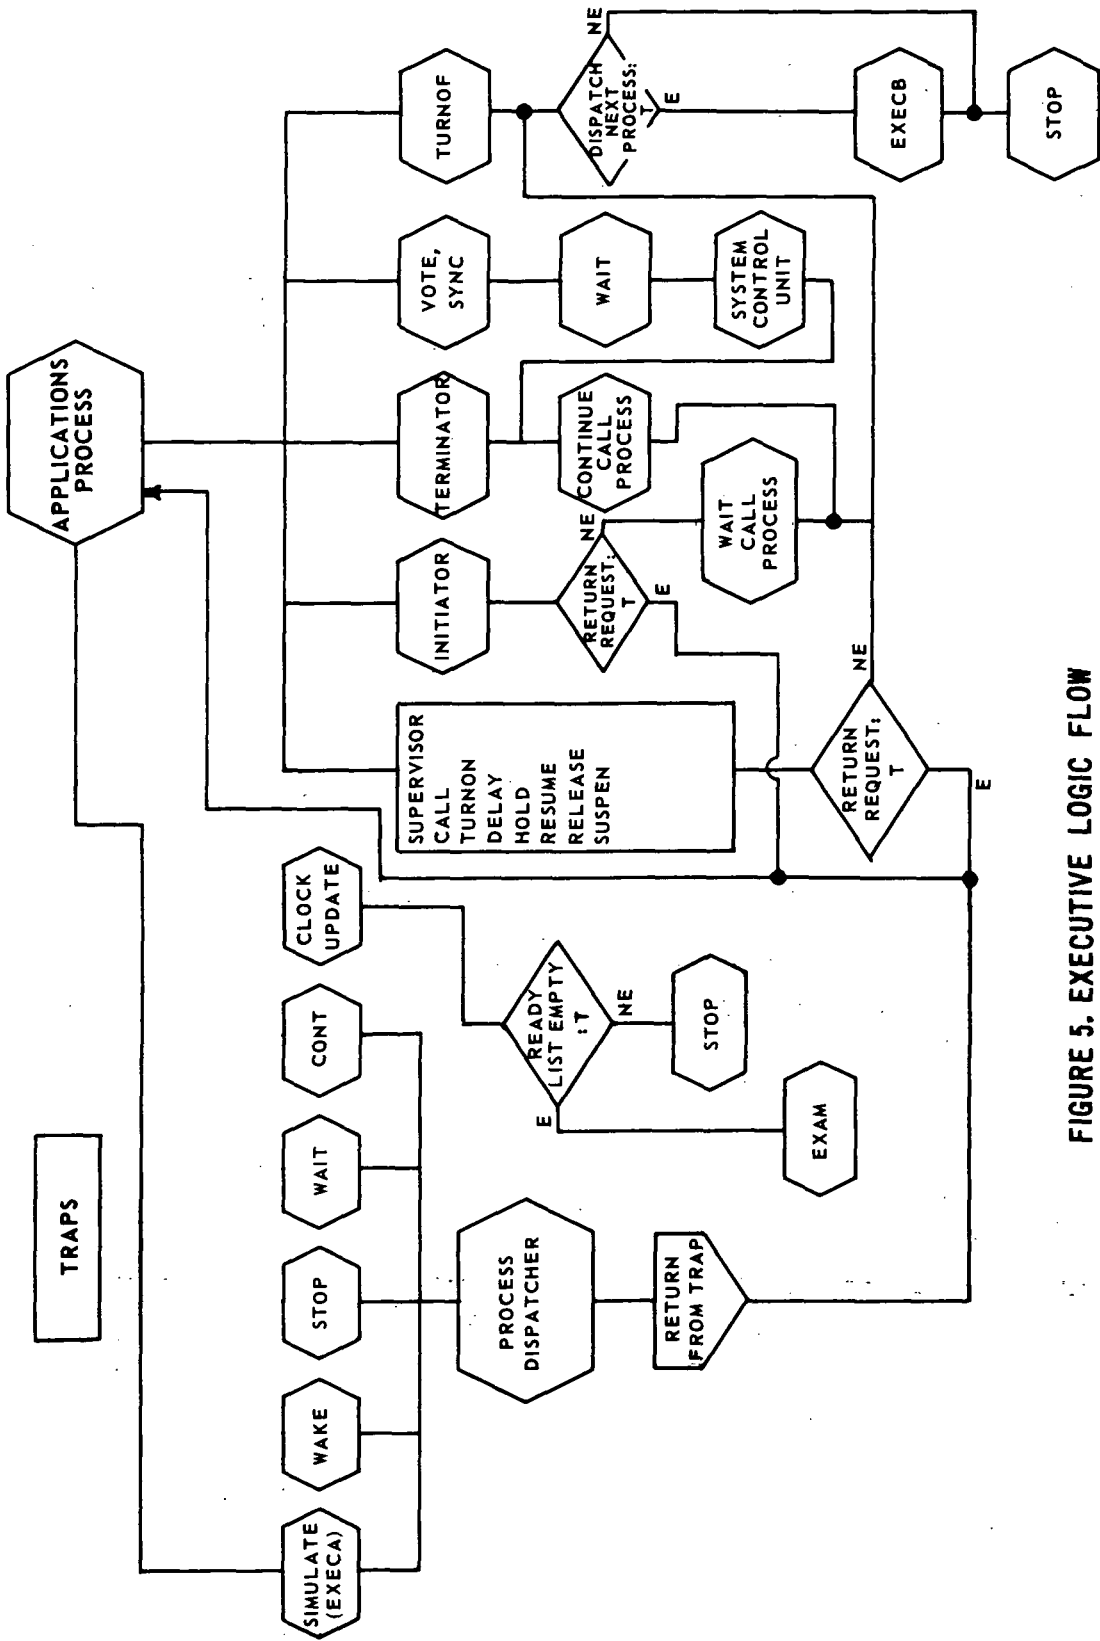 TRAPS
APPLICATIONS
PROCESS
SIMULATE
(EXECA)
WAKE
STOP
WAIT
CONT
CLOCK
UPDATE
SUPERVISOR
CALL
TURNON
DELAY
HOLD
RESUME
RELEASE
SUSPEN
INITIATOR
TERMINATOR
VOTE,
SYNC
TURNOF
PROCESS
DISPATCHER
READY
LIST EMPTY
:T
E
NE
RETURN
REQUEST:
T
NE
E
CONTINUE
CALL
PROCESS
WAIT
DISPATCH
NEXT
PROCESS:
T
NE
E
RETURN
FROM TRAP
EXAM
STOP
WAIT
CALL
PROCESS
SYSTEM
CONTROL
UNIT
RETURN
REQUEST:
T
NE
E
EXECB
STOP
FIGURE 5. EXECUTIVE LOGIC FLOW